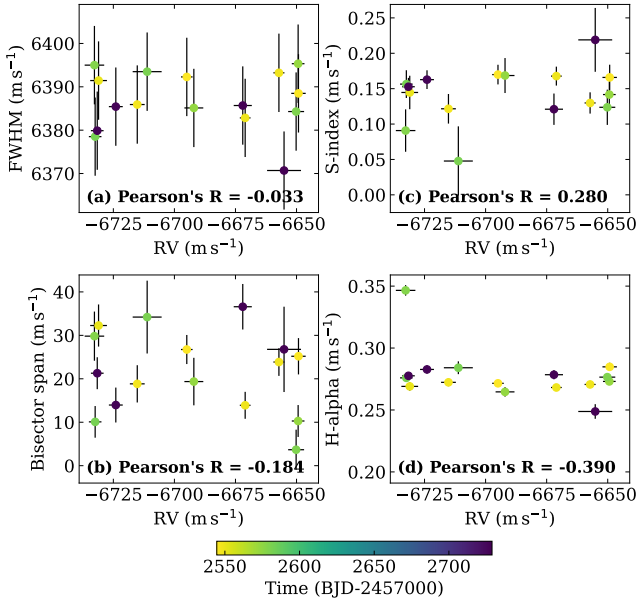 6400
6390
6380
6370
FWHM (m s⁻¹)
(a) Pearson's R = -0.033
−6725 −6700 −6675 −6650
RV (m s⁻¹)
0.25
0.20
0.15
0.10
0.05
0.00
S-index (m s⁻¹)
(c) Pearson's R = 0.280
−6725 −6700 −6675 −6650
RV (m s⁻¹)
40
30
20
10
0
Bisector span (m s⁻¹)
(b) Pearson's R = -0.184
−6725 −6700 −6675 −6650
RV (m s⁻¹)
0.35
0.30
0.25
0.20
H-alpha (m s⁻¹)
(d) Pearson's R = -0.390
−6725 −6700 −6675 −6650
RV (m s⁻¹)
2550 2600 2650 2700
Time (BJD-2457000)